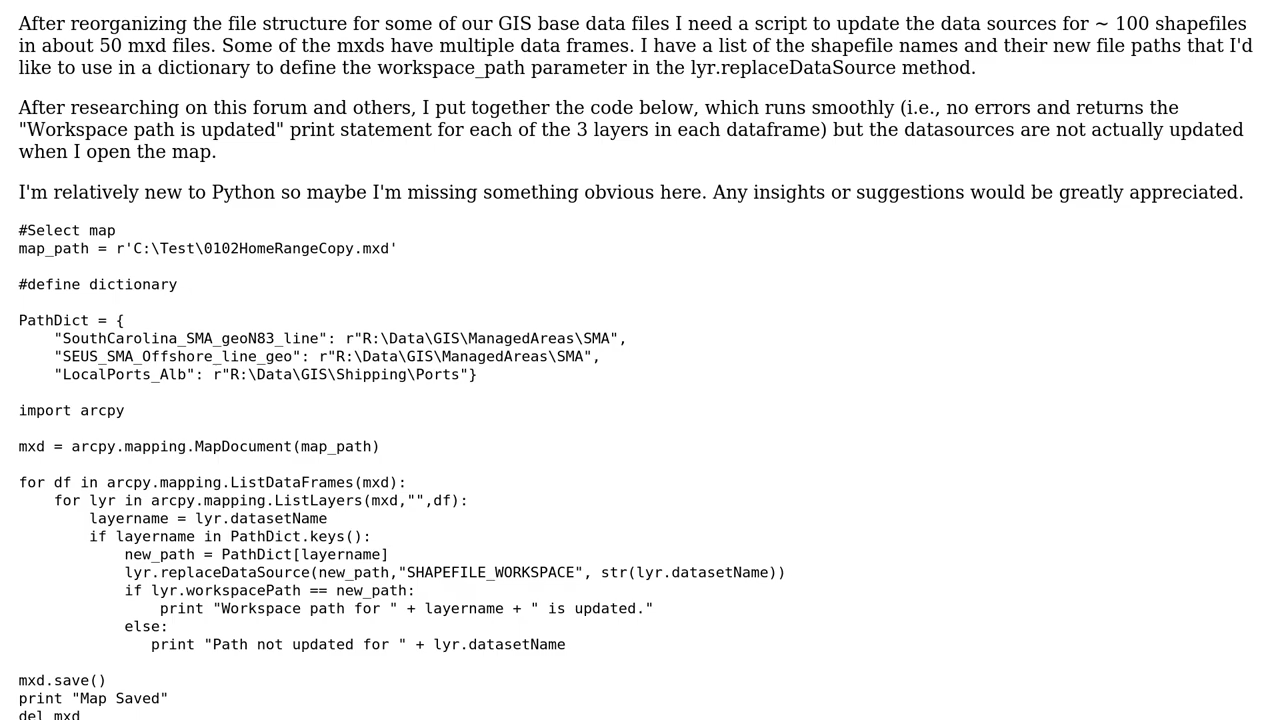 After reorganizing the file structure for some of our GIS base data files I need a script to update the data sources for ~ 100 shapefiles
in about 50 mxd files. Some of the mxds have multiple data frames. I have a list of the shapefile names and their new file paths that I'd
like to use in a dictionary to define the workspace_path parameter in the lyr.replaceDataSource method.
After researching on this forum and others, I put together the code below, which runs smoothly (i.e., no errors and returns the
"Workspace path is updated" print statement for each of the 3 layers in each dataframe) but the datasources are not actually updated
when I open the map.
I'm relatively new to Python so maybe I'm missing something obvious here. Any insights or suggestions would be greatly appreciated.
#Select map
map_path = r'C:\Test\0102HomeRangeCopy.mxd'
#define dictionary
PathDict = {
    "SouthCarolina_SMA_geoN83_line": r"R:\Data\GIS\ManagedAreas\SMA",
    "SEUS_SMA_Offshore_line_geo": r"R:\Data\GIS\ManagedAreas\SMA",
    "LocalPorts_Alb": r"R:\Data\GIS\Shipping\Ports"}
import arcpy
mxd = arcpy.mapping.MapDocument(map_path)
for df in arcpy.mapping.ListDataFrames(mxd):
    for lyr in arcpy.mapping.ListLayers(mxd,"",df):
        layername = lyr.datasetName
        if layername in PathDict.keys():
            new_path = PathDict[layername]
            lyr.replaceDataSource(new_path,"SHAPEFILE_WORKSPACE", str(lyr.datasetName))
            if lyr.workspacePath == new_path:
                print "Workspace path for " + layername + " is updated."
            else:
               print "Path not updated for " + lyr.datasetName
mxd.save()
print "Map Saved"
del mxd